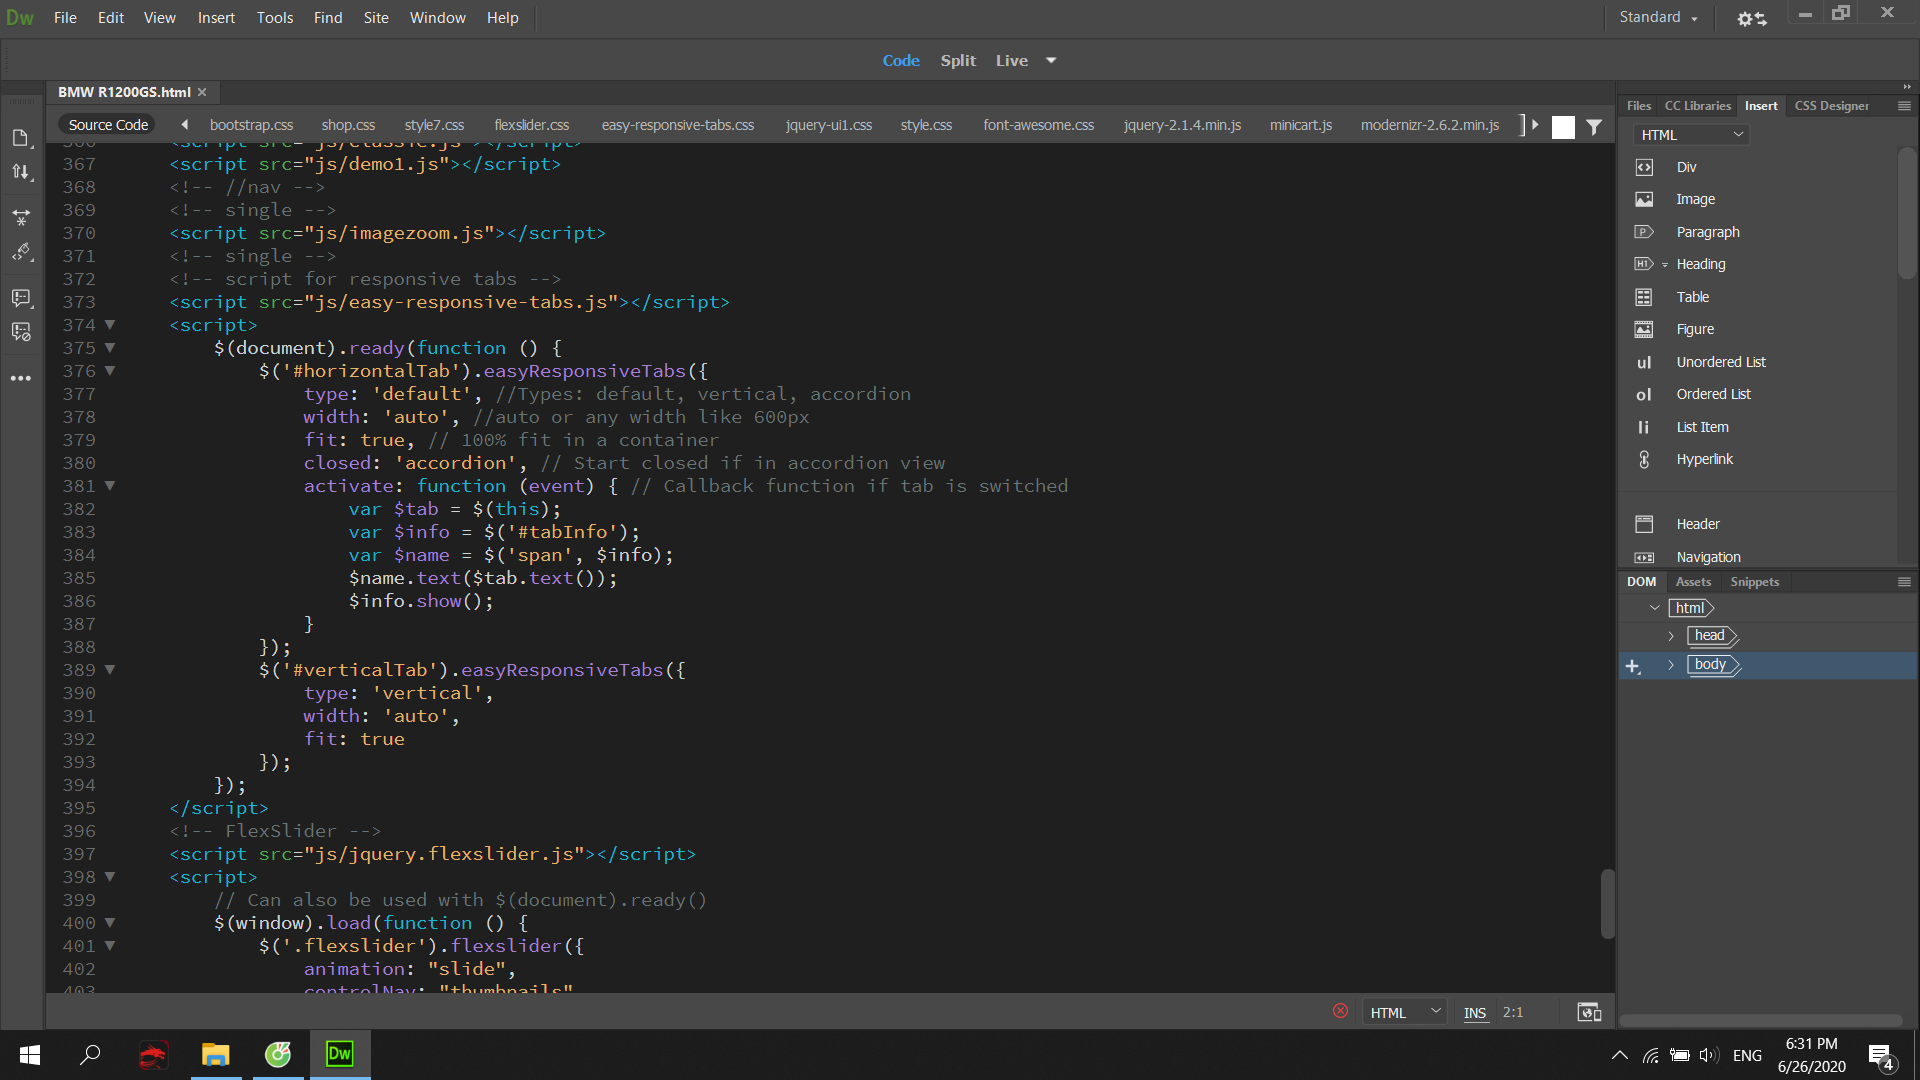 Dw File Edit View Insert Tools Find Site Window Help Standard
Code Split Live
BMW R1200GS.html
Source Code bootstrap.css shop.css style7.css flexslider.css easy-responsive-tabs.css jquery-ui1.css style.css font-awesome.css jquery-2.1.4.min.js minicart.js modernizr-2.6.2.min.js
366 <script src="js/classie.js"></script>
367 <script src="js/demo1.js"></script>
368 <!-- //nav -->
369 <!-- single -->
370 <script src="js/imagezoom.js"></script>
371 <!-- single -->
372 <!-- script for responsive tabs -->
373 <script src="js/easy-responsive-tabs.js"></script>
374 <script>
375 $(document).ready(function () {
376 $('#horizontalTab').easyResponsiveTabs({
377 type: 'default', //Types: default, vertical, accordion
378 width: 'auto', //auto or any width like 600px
379 fit: true, // 100% fit in a container
380 closed: 'accordion', // Start closed if in accordion view
381 activate: function (event) { // Callback function if tab is switched
382 var $tab = $(this);
383 var $info = $('#tabInfo');
384 var $name = $('span', $info);
385 $name.text($tab.text());
386 $info.show();
387 }
388 });
389 $('#verticalTab').easyResponsiveTabs({
390 type: 'vertical',
391 width: 'auto',
392 fit: true
393 });
394 });
395 </script>
396 <!-- FlexSlider -->
397 <script src="js/jquery.flexslider.js"></script>
398 <script>
399 // Can also be used with $(document).ready()
400 $(window).load(function () {
401 $('.flexslider').flexslider({
402 animation: "slide",
403 controlNav: "thumbnails"
HTML INS 2:1
Files CC Libraries Insert CSS Designer
HTML
Div
Image
Paragraph
H1 Heading
Table
Figure
ul Unordered List
ol Ordered List
li List Item
Hyperlink
Header
Navigation
DOM Assets Snippets
html
head
body
Dw
ENG
6:31 PM
6/26/2020
4